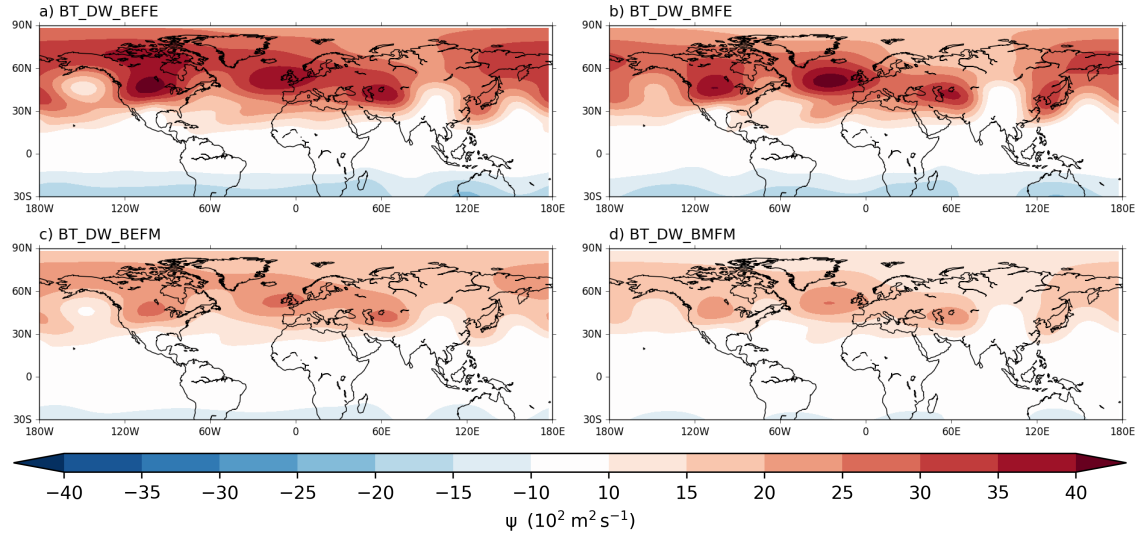 a) BT_DW_BEFE
90N
60N
30N
0
30S
180W 120W 60W 0 60E 120E 180E
b) BT_DW_BMFE
90N
60N
30N
0
30S
180W 120W 60W 0 60E 120E 180E
c) BT_DW_BEFM
90N
60N
30N
0
30S
180W 120W 60W 0 60E 120E 180E
d) BT_DW_BMFM
90N
60N
30N
0
30S
180W 120W 60W 0 60E 120E 180E
−40 −35 −30 −25 −20 −15 −10 10 15 20 25 30 35 40
ψ (10² m² s⁻¹)